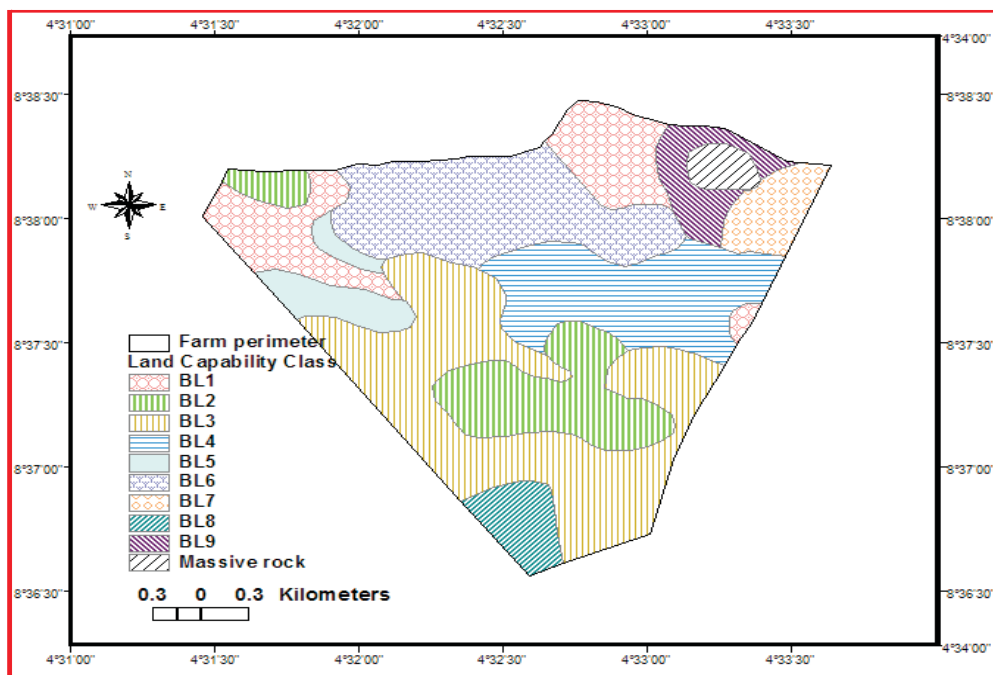 4°31'00" 4°31'30" 4°32'00" 4°32'30" 4°33'00" 4°33'30"
4°34'00"
8°38'30" 8°38'30"
N
W E
S
8°38'00" 8°38'00"
8°37'30" 8°37'30"
Farm perimeter
Land Capability Class
BL1
BL2
BL3
BL4
8°37'00" 8°37'00"
BL5
BL6
BL7
BL8
BL9
Massive rock
8°36'30" 8°36'30"
0.3 0 0.3 Kilometers
4°34'00"
4°31'00" 4°31'30" 4°32'00" 4°32'30" 4°33'00" 4°33'30"